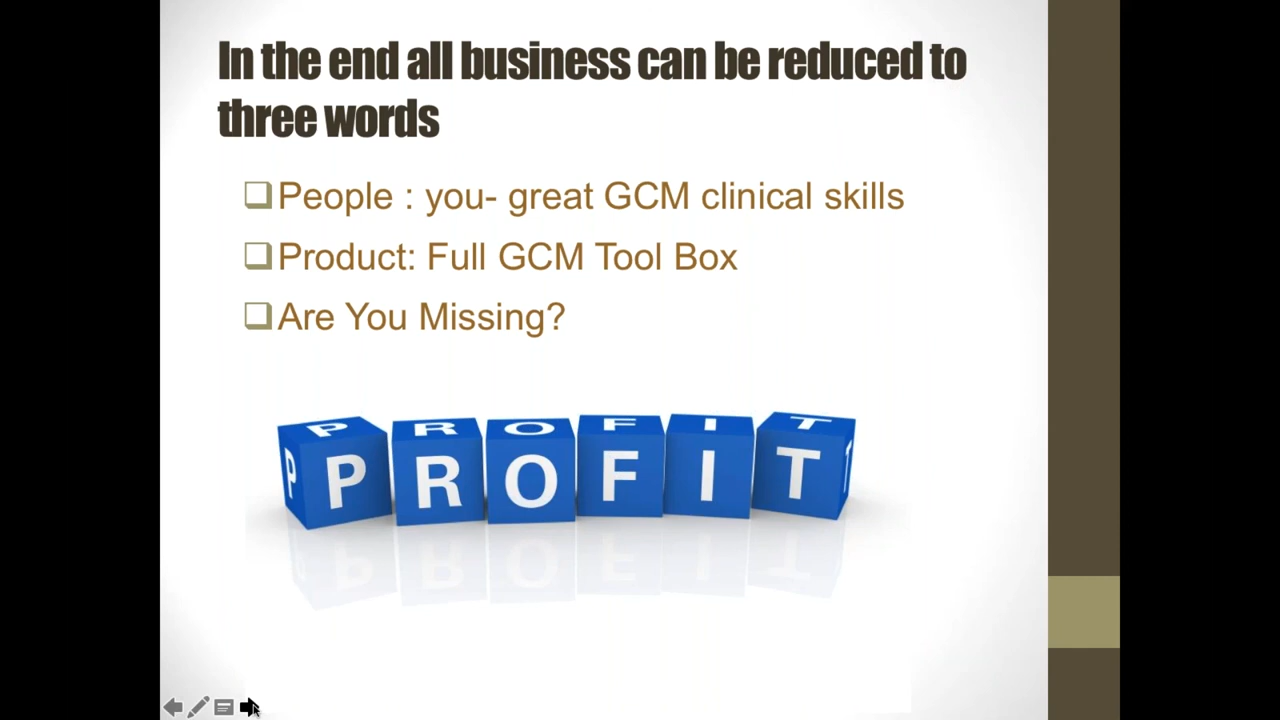 In the end all business can be reduced to
three words
People : you- great GCM clinical skills
Product: Full GCM Tool Box
Are You Missing?
PROFIT